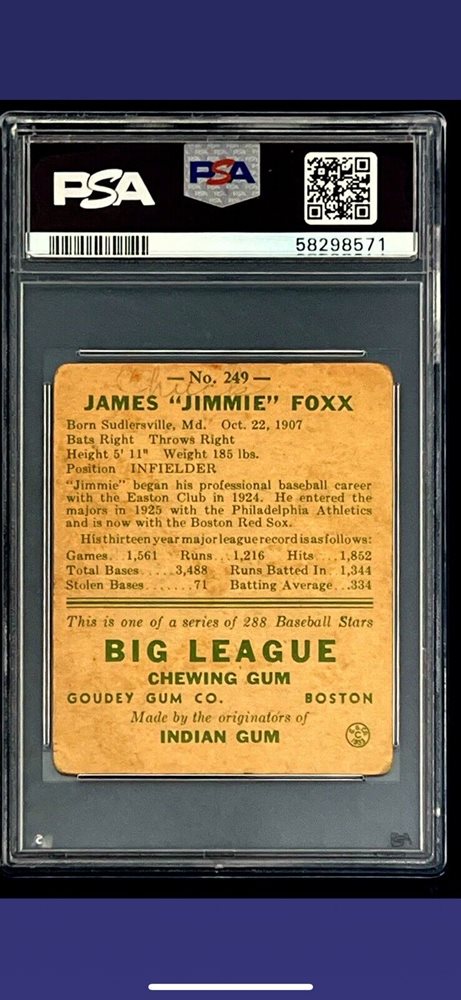 PSA
PSA
58298571
— No. 249 —
JAMES "JIMMIE" FOXX
Born Sudlersville, Md. Oct. 22, 1907
Bats Right Throws Right
Height 5' 11" Weight 185 lbs.
Position INFIELDER
"Jimmie" began his professional baseball career
with the Easton Club in 1924. He entered the
majors in 1925 with the Philadelphia Athletics
and is now with the Boston Red Sox.
His thirteen year major league record is as follows:
Games...1,561 Runs...1,216 Hits...1,852
Total Bases.....3,488 Runs Batted In..1,344
Stolen Bases.......71 Batting Average...334
This is one of a series of 288 Baseball Stars
BIG LEAGUE
CHEWING GUM
GOUDEY GUM CO. BOSTON
Made by the originators of
INDIAN GUM